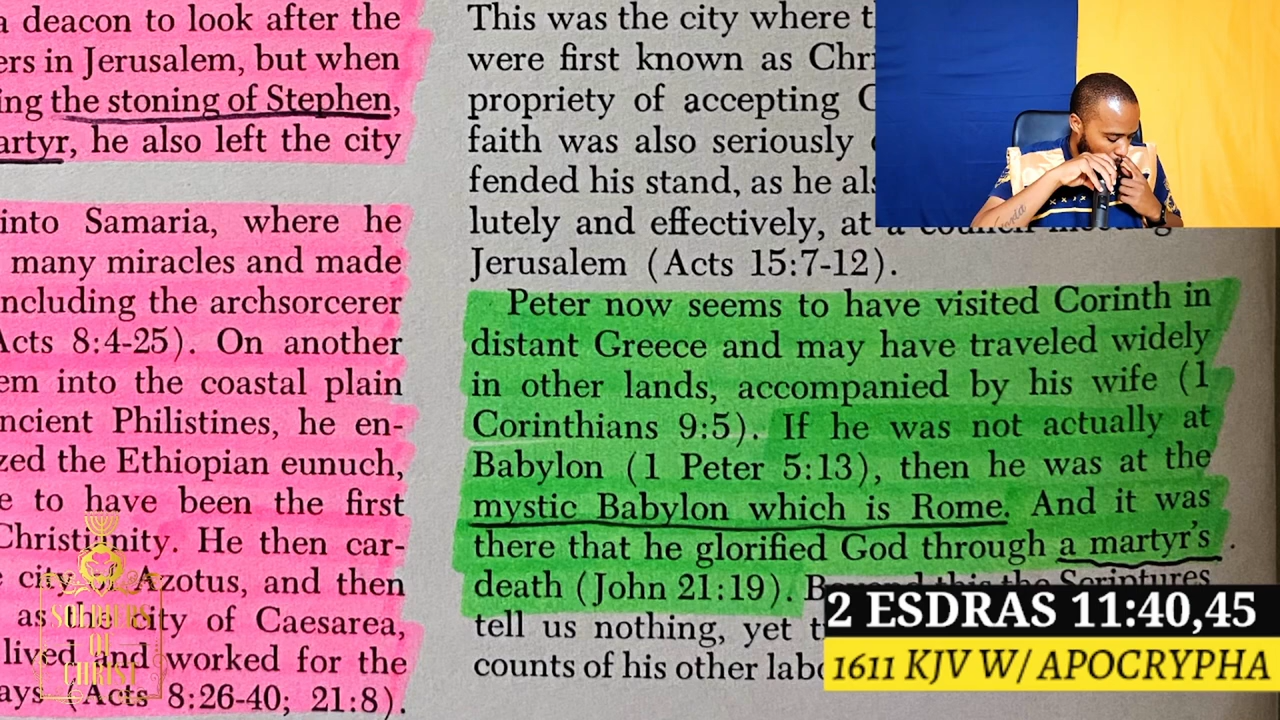 a deacon to look after the
ers in Jerusalem, but when
ing the stoning of Stephen,
artyr, he also left the city
into Samaria, where he
many miracles and made
ncluding the archsorcerer
Acts 8:4-25). On another
em into the coastal plain
ncient Philistines, he en-
zed the Ethiopian eunuch,
e to have been the first
Christianity. He then car-
city of Azotus, and then
as the city of Caesarea,
lived and worked for the
ays (Acts 8:26-40; 21:8).
This was the city where t
were first known as Chri
propriety of accepting
faith was also seriously
fended his stand, as he als
lutely and effectively, at a council
Jerusalem (Acts 15:7-12).
Peter now seems to have visited Corinth in
distant Greece and may have traveled widely
in other lands, accompanied by his wife (1
Corinthians 9:5). If he was not actually at
Babylon (1 Peter 5:13), then he was at the
mystic Babylon which is Rome. And it was
there that he glorified God through a martyr's
death (John 21:19). Beyond this the Scriptures
tell us nothing, yet
counts of his other
SOLDIERS
OF
CHRIST
2 ESDRAS 11:40,45
1611 KJV W/ APOCRYPHA